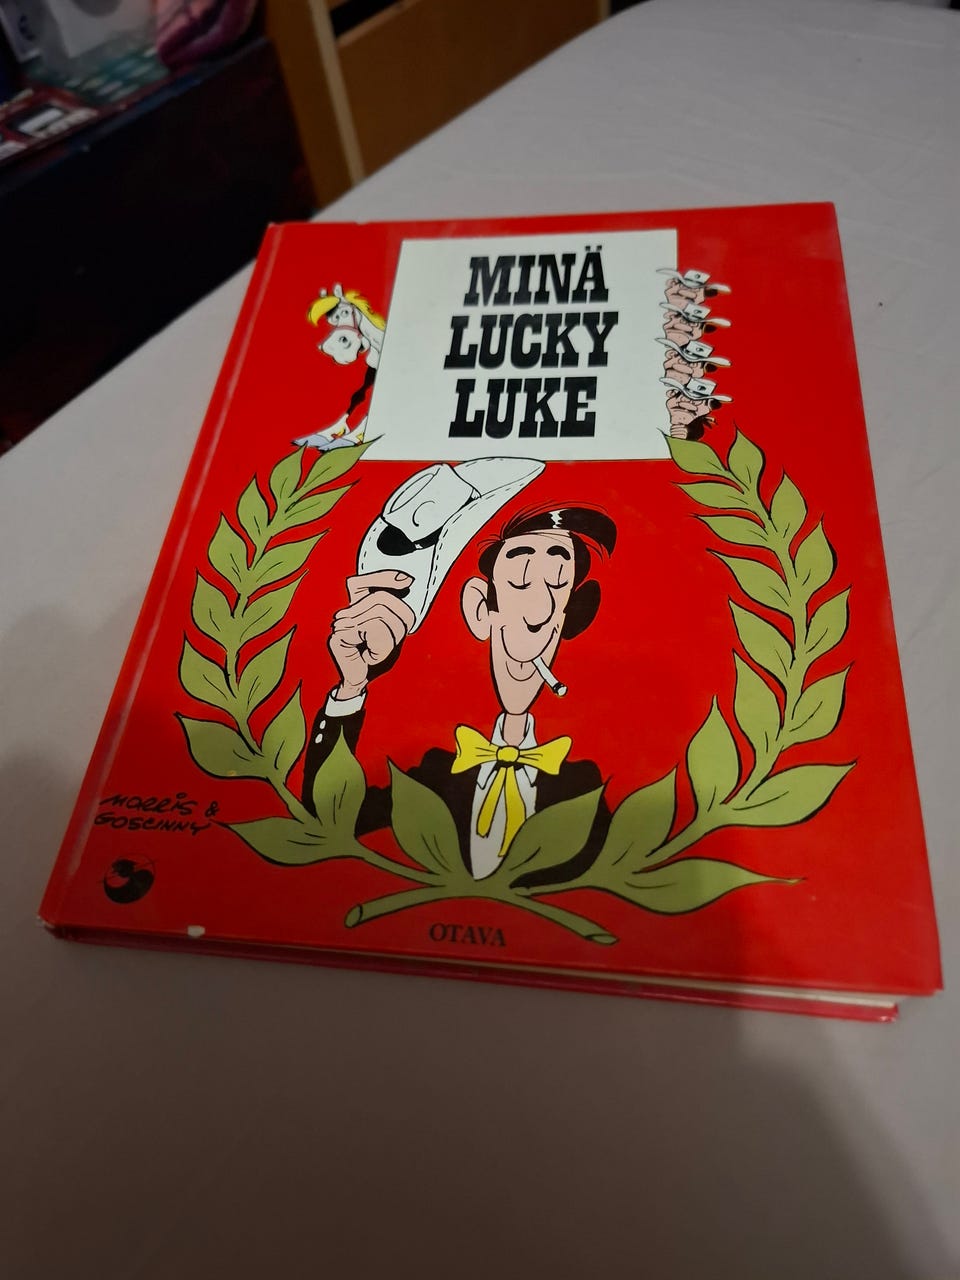 MINÄ
LUCKY
LUKE
MORRIS &
GOSCINNY
OTAVA